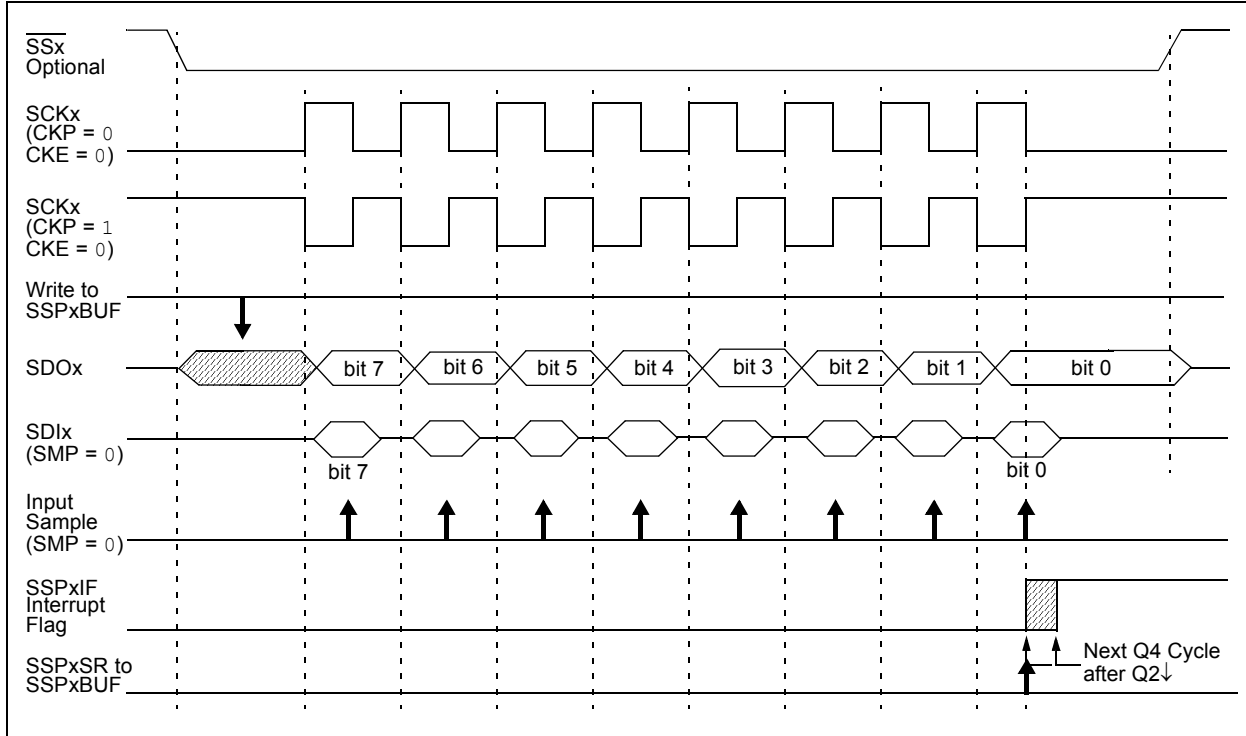 SSx
Optional
SCKx
(CKP = 0
CKE = 0)
SCKx
(CKP = 1
CKE = 0)
Write to
SSPxBUF
SDOx
bit 7
bit 6
bit 5
bit 4
bit 3
bit 2
bit 1
bit 0
SDIx
(SMP = 0)
bit 7
bit 0
Input
Sample
(SMP = 0)
SSPxIF
Interrupt
Flag
Next Q4 Cycle
after Q2↓
SSPxSR to
SSPxBUF